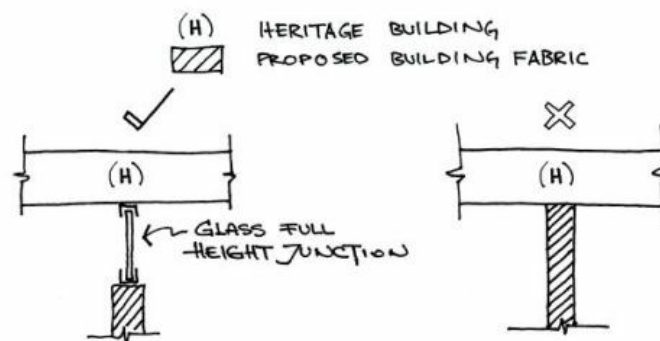 (H) HERITAGE BUILDING
PROPOSED BUILDING FABRIC
(H)
GLASS FULL
HEIGHT JUNCTION
(H)